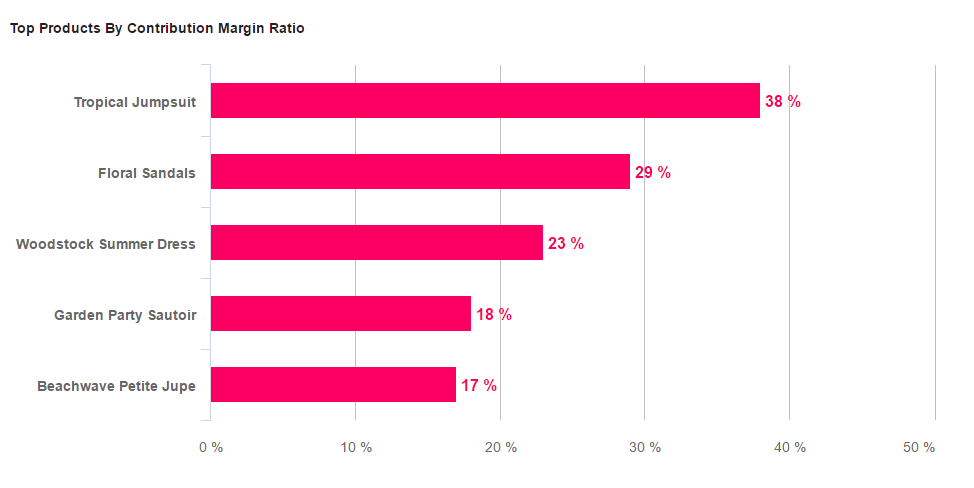 Top Products By Contribution Margin Ratio
Tropical Jumpsuit 38 %
Floral Sandals 29 %
Woodstock Summer Dress 23 %
Garden Party Sautoir 18 %
Beachwave Petite Jupe 17 %
0 % 10 % 20 % 30 % 40 % 50 %